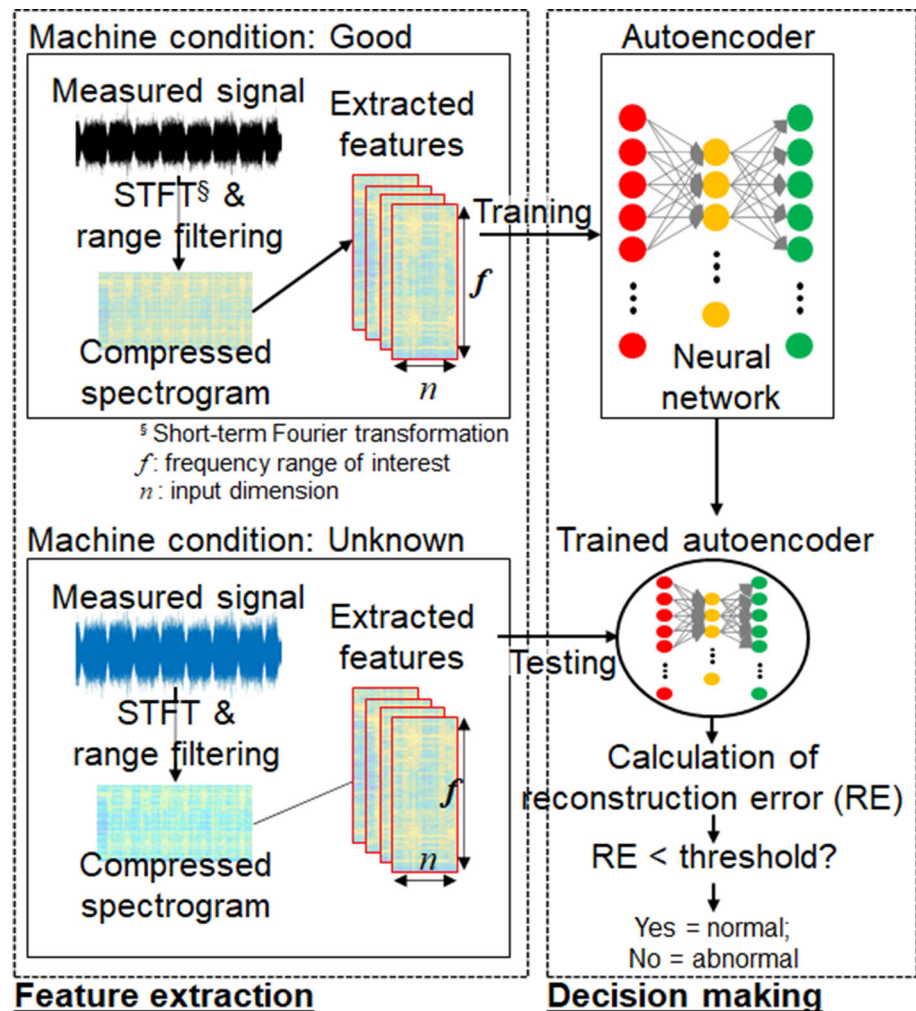 Machine condition: Good
Measured signal
STFT§ &
range filtering
Compressed
spectrogram
Extracted
features
f
n
§ Short-term Fourier transformation
f: frequency range of interest
n: input dimension
Training
Autoencoder
Neural
network
Machine condition: Unknown
Measured signal
STFT &
range filtering
Compressed
spectrogram
Extracted
features
f
n
Testing
Trained autoencoder
Calculation of
reconstruction error (RE)
RE < threshold?
Yes = normal;
No = abnormal
Feature extraction
Decision making